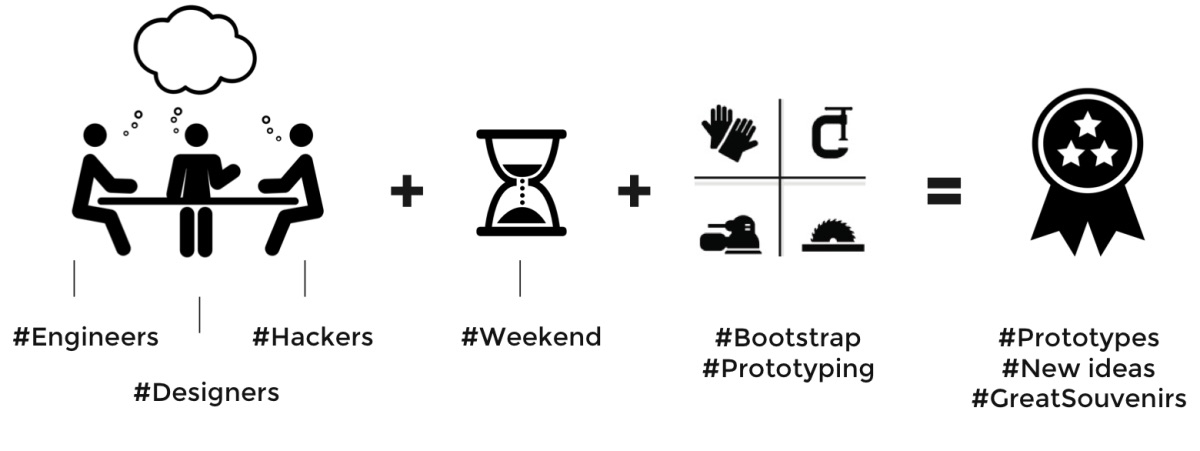 #Engineers
#Designers
#Hackers
#Weekend
#Bootstrap
#Prototyping
#Prototypes
#New ideas
#GreatSouvenirs